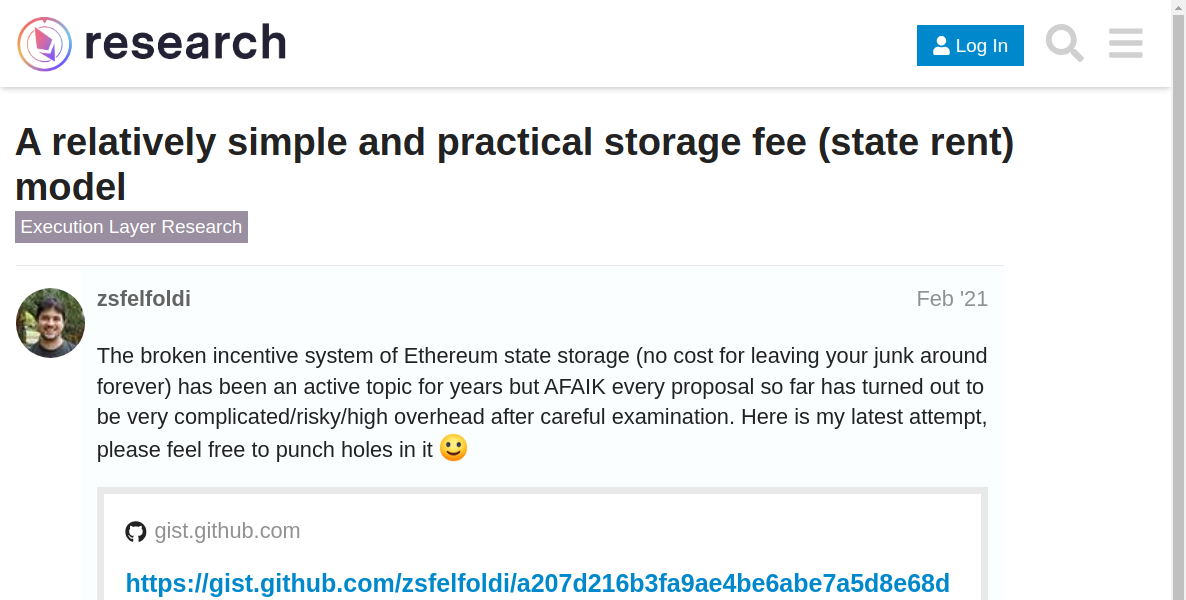 research
Log In
A relatively simple and practical storage fee (state rent)
model
Execution Layer Research
zsfelfoldi
Feb '21
The broken incentive system of Ethereum state storage (no cost for leaving your junk around
forever) has been an active topic for years but AFAIK every proposal so far has turned out to
be very complicated/risky/high overhead after careful examination. Here is my latest attempt,
please feel free to punch holes in it 🙂
gist.github.com
https://gist.github.com/zsfelfoldi/a207d216b3fa9ae4be6abe7a5d8e68d